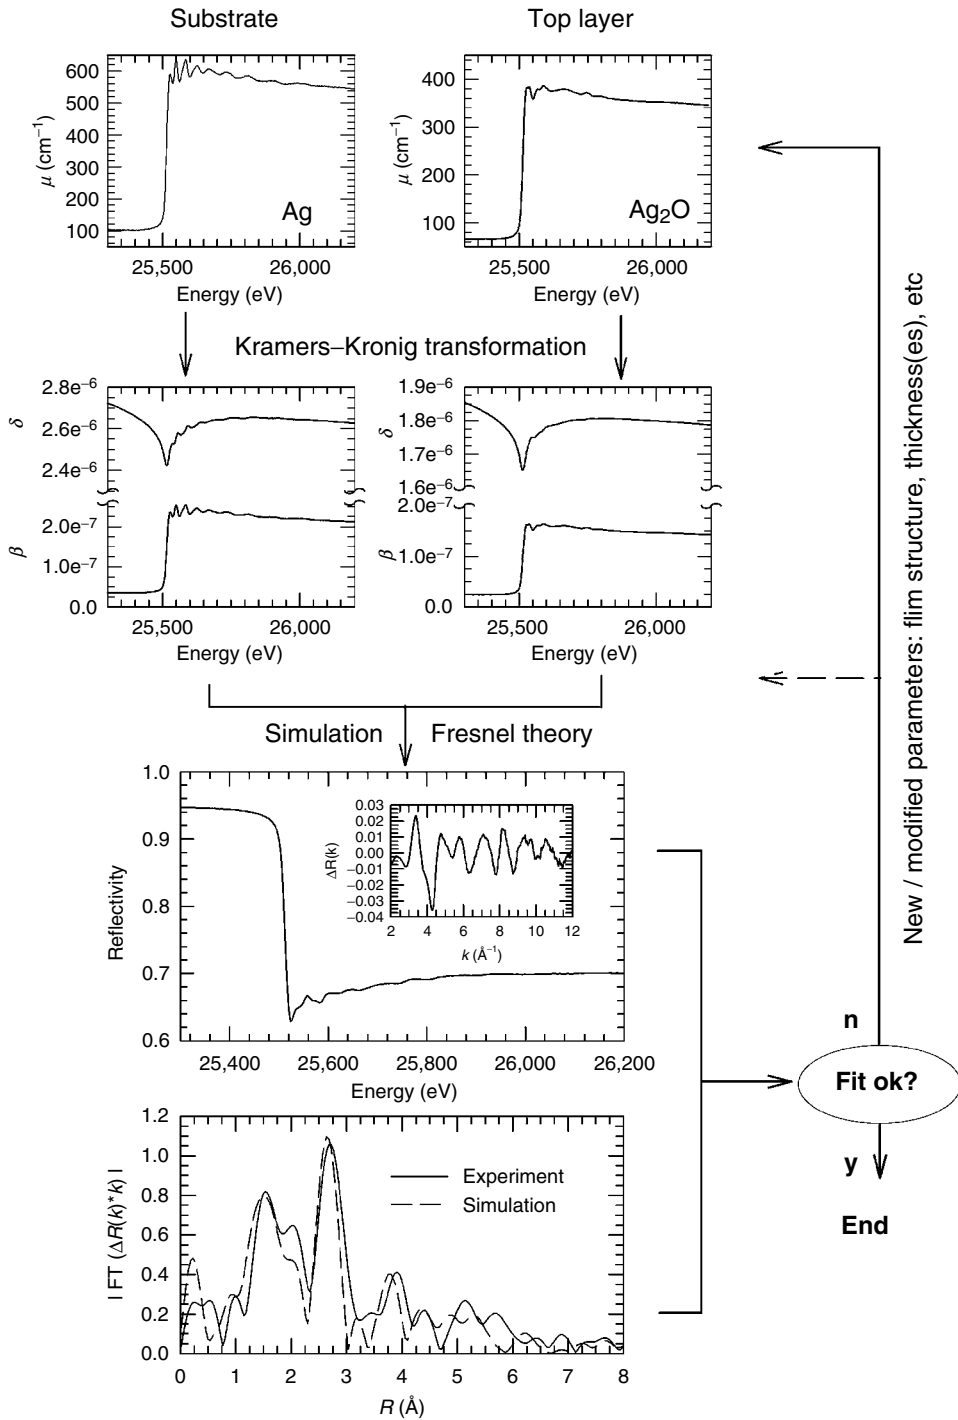 Substrate
Top layer
600
500
400
300
200
100
μ (cm⁻¹)
Ag
25,500
26,000
Energy (eV)
400
300
200
100
μ (cm⁻¹)
Ag₂O
25,500
26,000
Energy (eV)
Kramers–Kronig transformation
2.8e⁻⁶
2.6e⁻⁶
2.4e⁻⁶
δ
2.0e⁻⁷
1.0e⁻⁷
0.0
β
25,500
26,000
Energy (eV)
1.9e⁻⁶
1.8e⁻⁶
1.7e⁻⁶
1.6e⁻⁶
δ
2.0e⁻⁷
1.0e⁻⁷
0.0
β
25,500
26,000
Energy (eV)
Simulation
Fresnel theory
1.0
0.9
0.8
0.7
0.6
Reflectivity
0.03
0.01
0.00
−0.01
−0.02
−0.03
−0.04
ΔR(k)
2 4 6 8 10 12
k (Å⁻¹)
25,400 25,600 25,800 26,000 26,200
Energy (eV)
1.2
1.0
0.8
0.6
0.4
0.2
0.0
I FT (ΔR(k)*k) I
Experiment
Simulation
0 1 2 3 4 5 6 7 8
R (Å)
New / modified parameters: flim structure, thickness(es), etc
n
Fit ok?
y
End